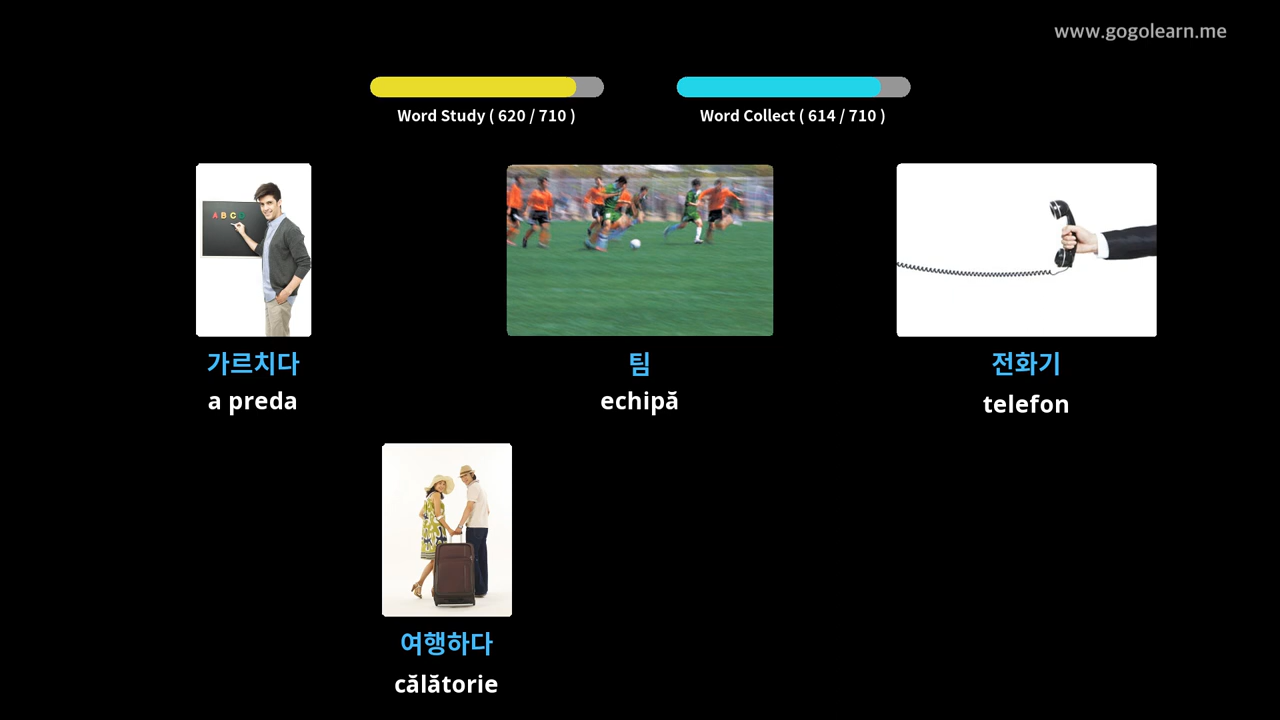 www.gogolearn.me
Word Study ( 620 / 710 )
Word Collect ( 614 / 710 )
A B C D
가르치다
a preda
팀
echipă
전화기
telefon
여행하다
călătorie